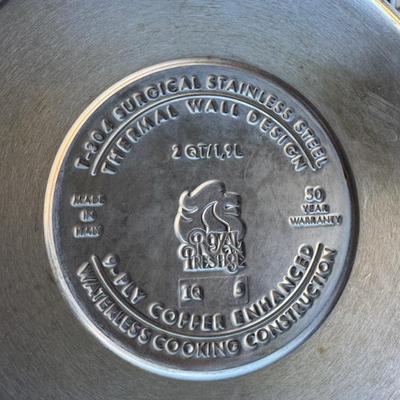 T-304 SURGICAL STAINLESS STEEL
THERMAL WALL DESIGN
2 QT/1,9L
MADE
IN
ITALY
50
YEAR
WARRANTY
ROYAL
PRESTIGE
1Q 5
9-PLY COPPER ENHANCED
WATERLESS COOKING CONSTRUCTION